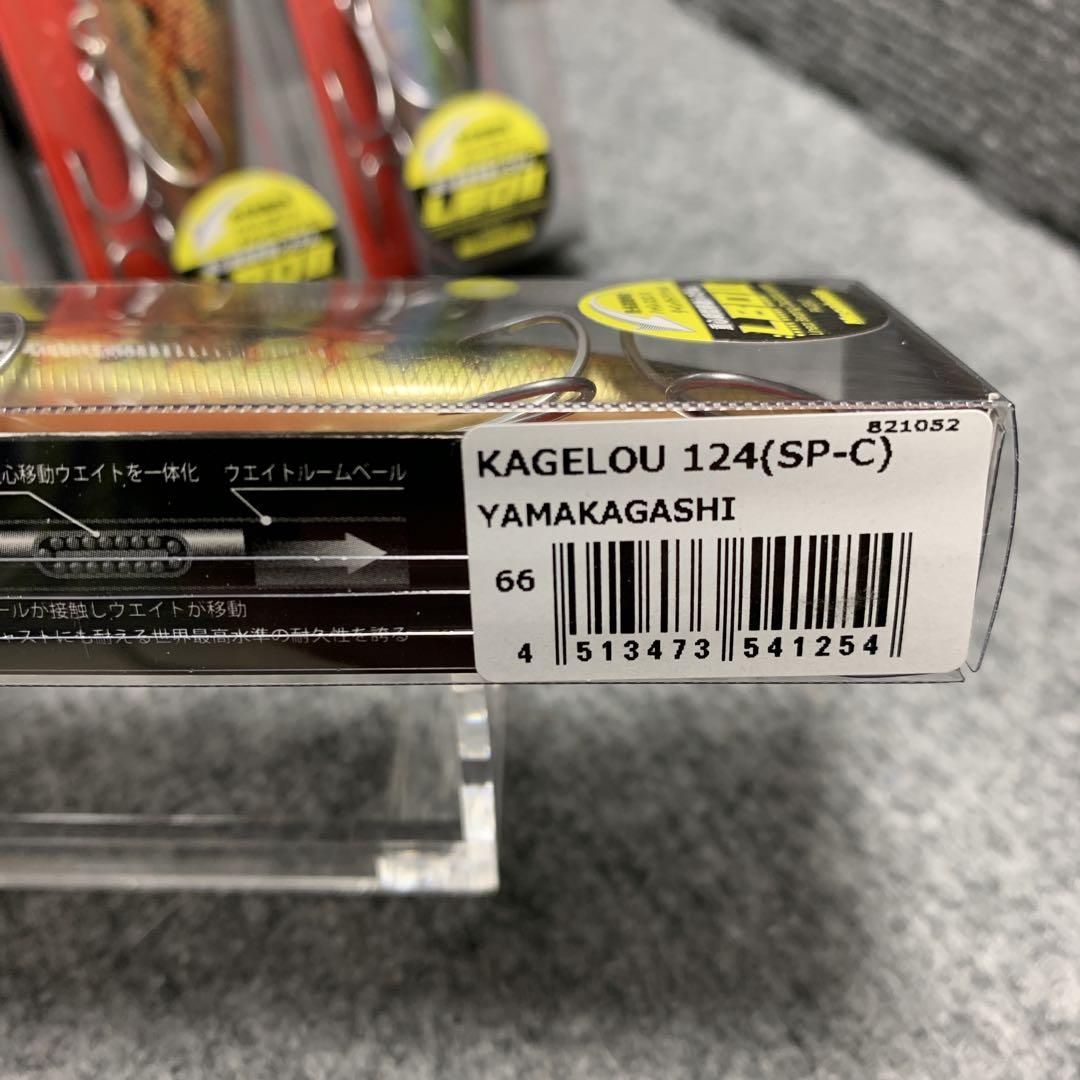 821052
KAGELOU 124(SP-C)
YAMAKAGASHI
66
4 513473 541254
心移動ウエイトを一体化
ウエイトルームベール
ールが接触しウエイトが移動
ャストにも耐える世界最高水準の耐久性を誇る